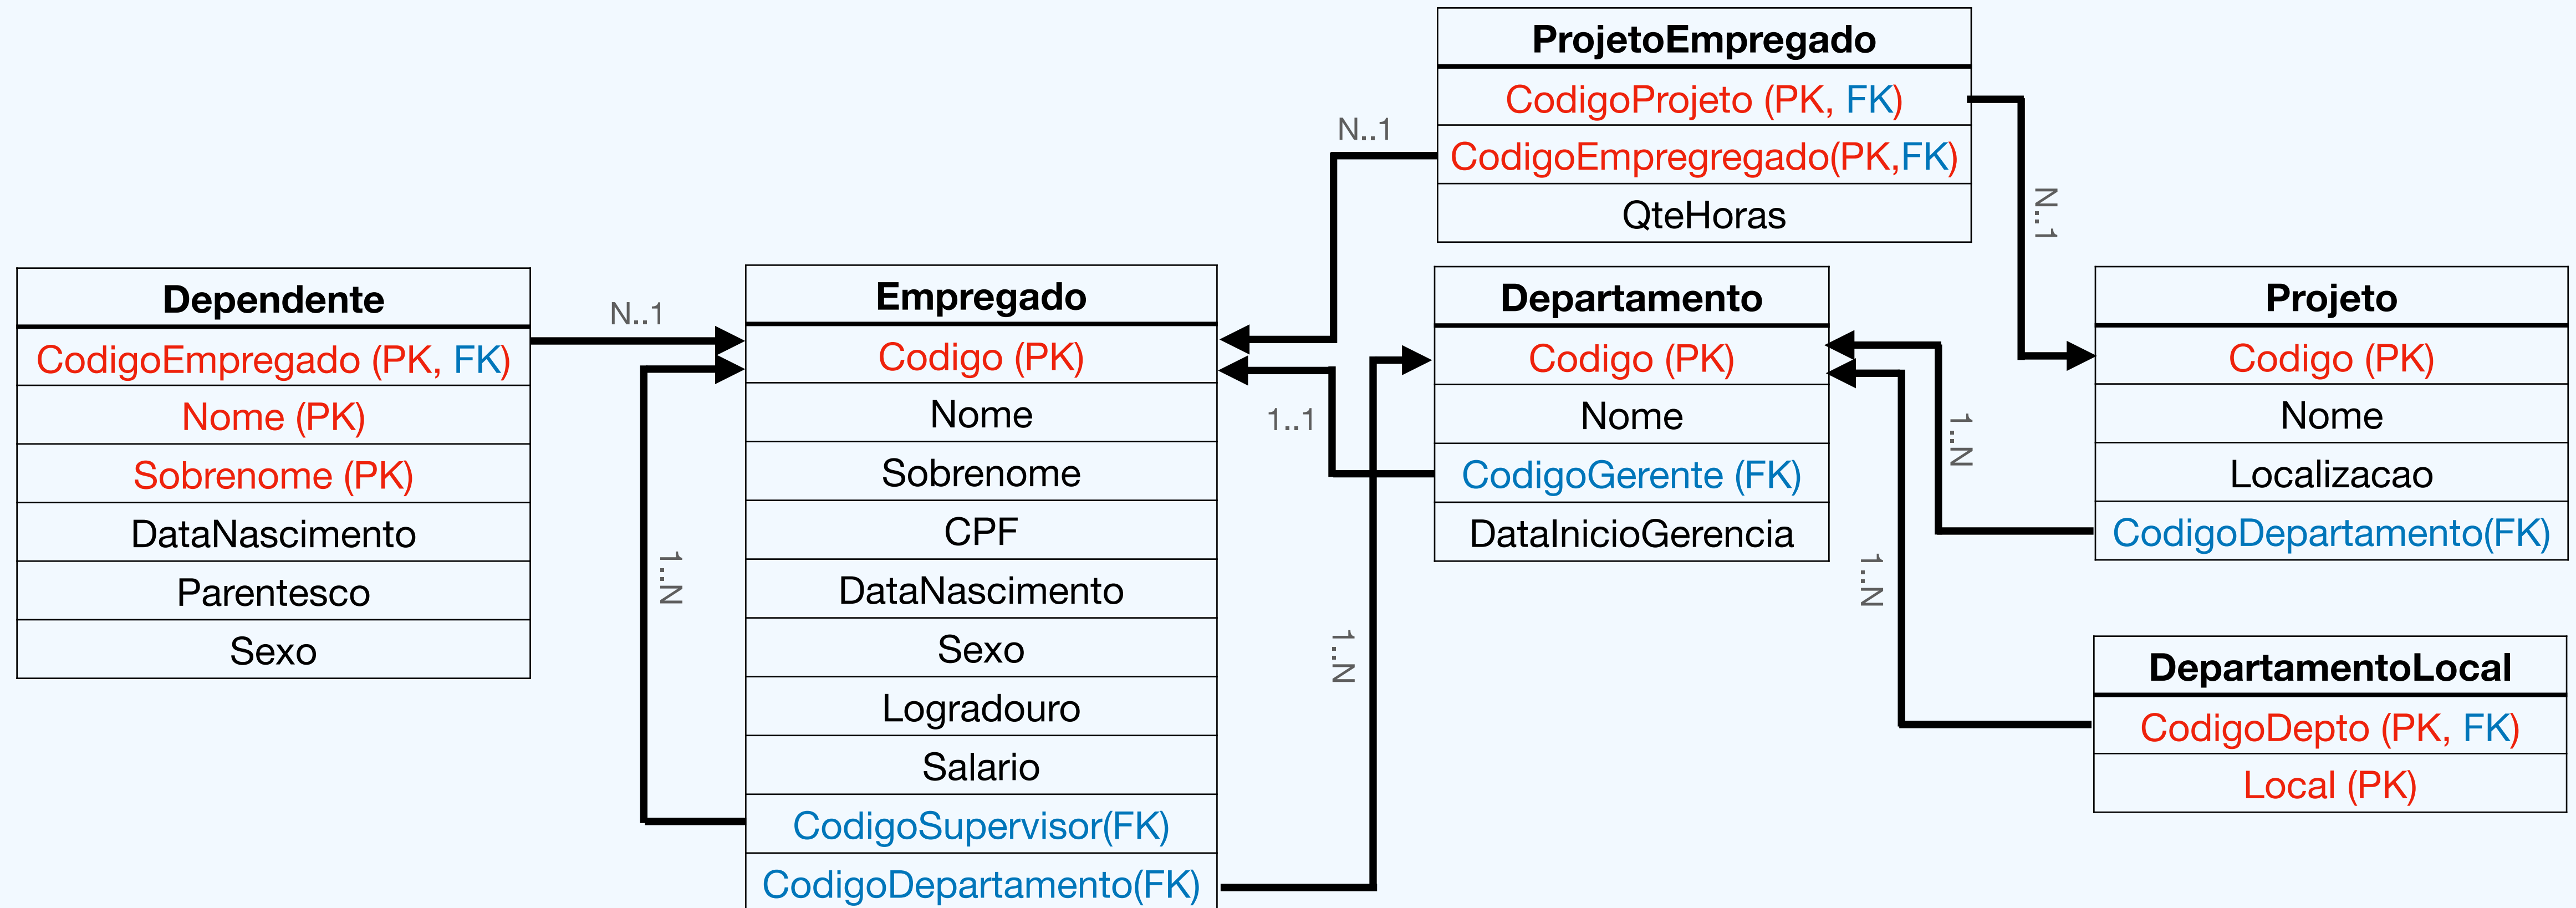 ProjetoEmpregado
CodigoProjeto (PK, FK)
CodigoEmpregregado(PK,FK)
QteHoras
N..1
N..1
Dependente
CodigoEmpregado (PK, FK)
Nome (PK)
Sobrenome (PK)
DataNascimento
Parentesco
Sexo
N..1
Empregado
Codigo (PK)
Nome
Sobrenome
CPF
DataNascimento
Sexo
Logradouro
Salario
CodigoSupervisor(FK)
CodigoDepartamento(FK)
1..N
1..1
1..N
Departamento
Codigo (PK)
Nome
CodigoGerente (FK)
DataInicioGerencia
1..N
1..N
Projeto
Codigo (PK)
Nome
Localizacao
CodigoDepartamento(FK)
DepartamentoLocal
CodigoDepto (PK, FK)
Local (PK)